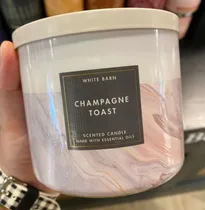 WHITE BARN
CHAMPAGNE
TOAST
SCENTED CANDLE
MADE WITH ESSENTIAL OILS